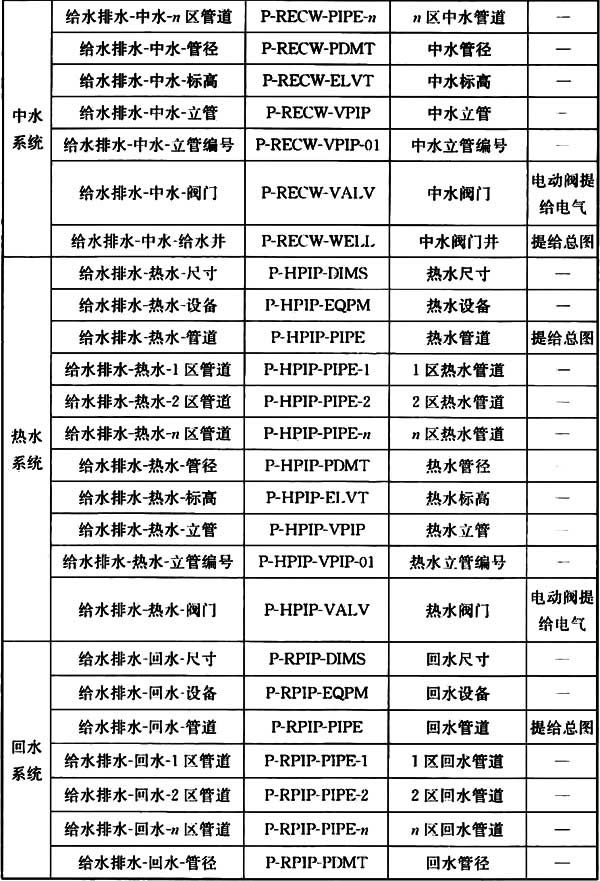 给水排水-中水-n区管道 P-RECW-PIPE-n n区中水管道 —
给水排水-中水-管径 P-RECW-PDMT 中水管径 —
给水排水-中水-标高 P-RECW-ELVT 中水标高 —
给水排水-中水-立管 P-RECW-VPIP 中水立管 —
中水
系统
给水排水-中水-立管编号 P-RECW-VPIP-01 中水立管编号 —
给水排水-中水-阀门 P-RECW-VALV 中水阀门 电动阀提
给电气
给水排水-中水-给水井 P-RECW-WELL 中水阀门井 提给总图
给水排水-热水-尺寸 P-HPIP-DIMS 热水尺寸 —
给水排水-热水-设备 P-HPIP-EQPM 热水设备 —
给水排水-热水-管道 P-HPIP-PIPE 热水管道 提给总图
给水排水-热水-1区管道 P-HPIP-PIPE-1 1区热水管道 —
给水排水-热水-2区管道 P-HPIP-PIPE-2 2区热水管道 —
热水
系统
给水排水-热水-n区管道 P-HPIP-PIPE-n n区热水管道 —
给水排水-热水-管径 P-HPIP-PDMT 热水管径 —
给水排水-热水-标高 P-HPIP-ELVT 热水标高 —
给水排水-热水-立管 P-HPIP-VPIP 热水立管 —
给水排水-热水-立管编号 P-HPIP-VPIP-01 热水立管编号 —
给水排水-热水-阀门 P-HPIP-VALV 热水阀门 电动阀提
给电气
给水排水-回水-尺寸 P-RPIP-DIMS 回水尺寸 —
给水排水-回水-设备 P-RPIP-EQPM 回水设备 —
给水排水-回水-管道 P-RPIP-PIPE 回水管道 提给总图
回水
系统
给水排水-回水-1区管道 P-RPIP-PIPE-1 1区回水管道 —
给水排水-回水-2区管道 P-RPIP-PIPE-2 2区回水管道 —
给水排水-回水-n区管道 P-RPIP-PIPE-n n区回水管道 —
给水排水-回水-管径 P-RPIP-PDMT 回水管径 —